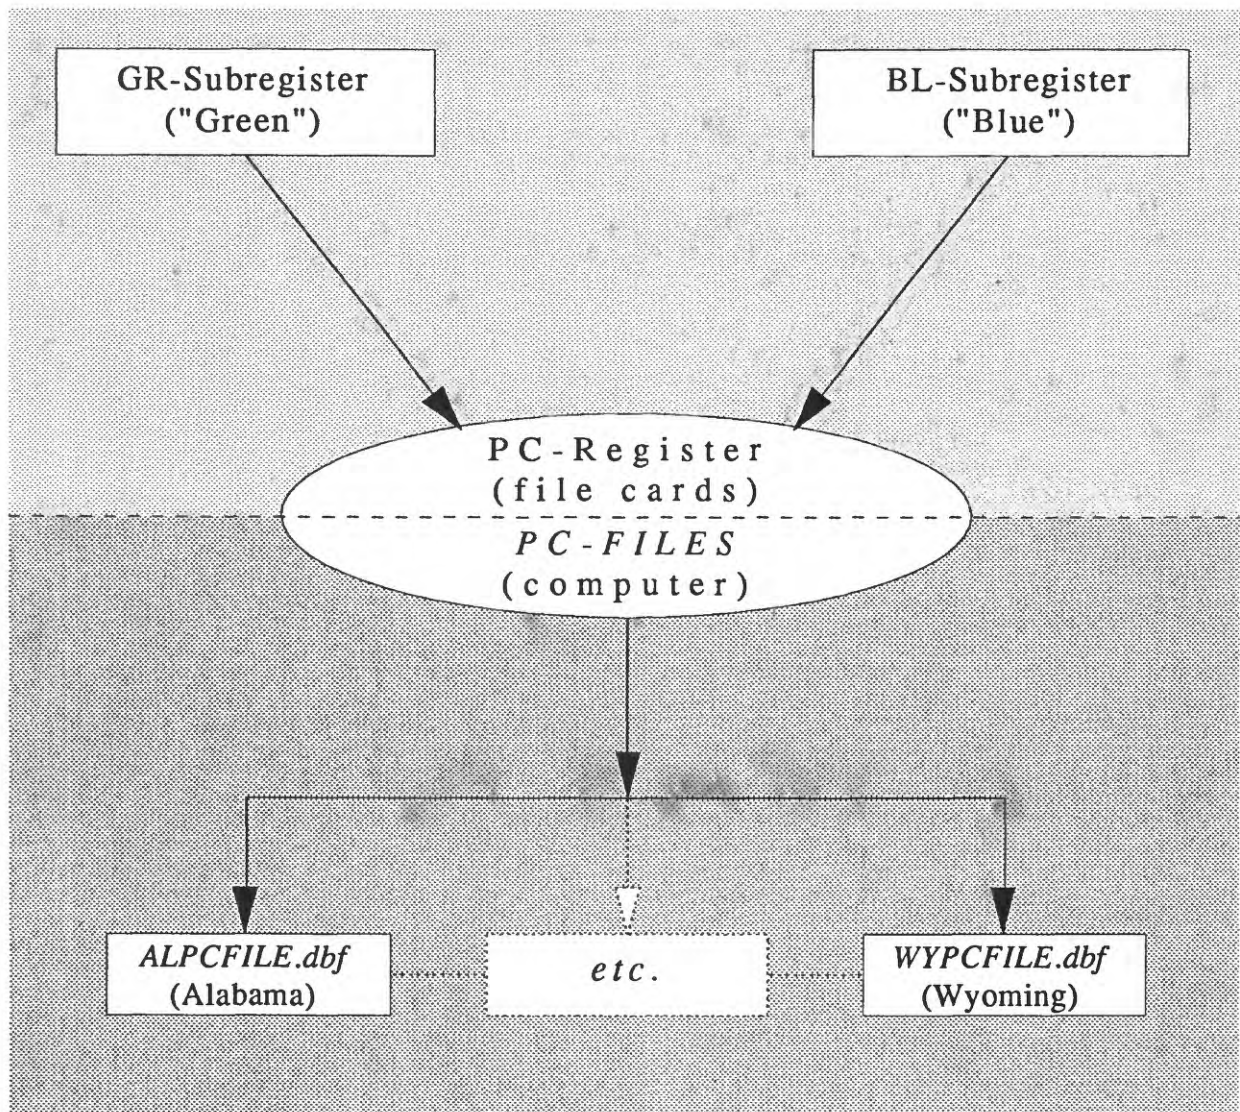 GR-Subregister
("Green")
BL-Subregister
("Blue")
PC-Register
(file cards)
PC-FILES
(computer)
ALPCFILE.dbf
(Alabama)
etc.
WYPCFILE.dbf
(Wyoming)